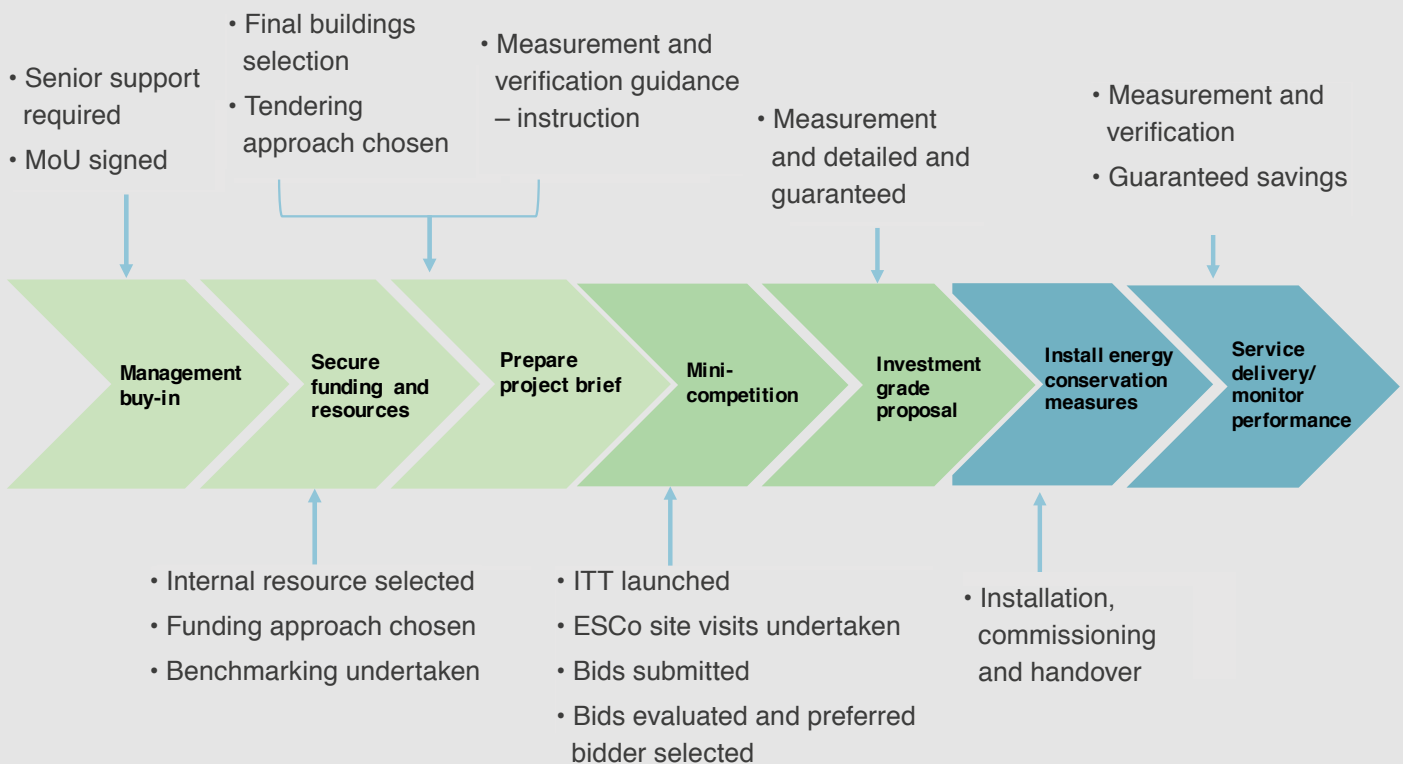 • Senior support
required
• MoU signed
• Final buildings
selection
• Tendering
approach chosen
• Measurement and
verification guidance
– instruction
• Measurement
and detailed and
guaranteed
• Measurement and
verification
• Guaranteed savings
Management
buy-in
Secure
funding and
resources
Prepare
project brief
Mini-
competition
Investment
grade
proposal
Install energy
conservation
measures
Service
delivery/
monitor
performance
• Internal resource selected
• Funding approach chosen
• Benchmarking undertaken
• ITT launched
• ESCo site visits undertaken
• Bids submitted
• Bids evaluated and preferred
bidder selected
• Installation,
commissioning
and handover